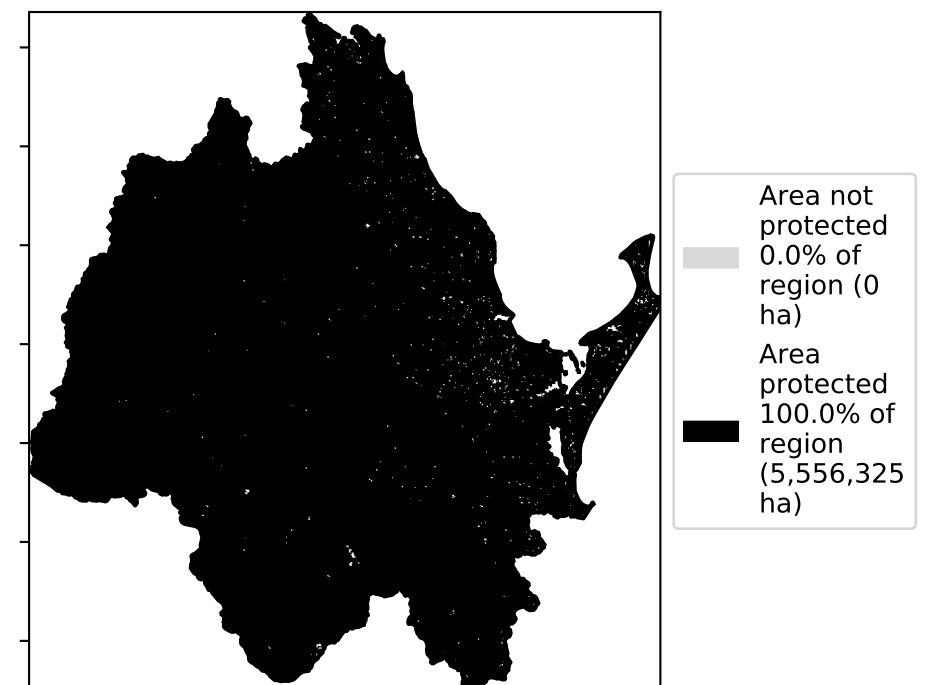 Area not
protected
0.0% of
region (0
ha)
Area
protected
100.0% of
region
(5,556,325
ha)